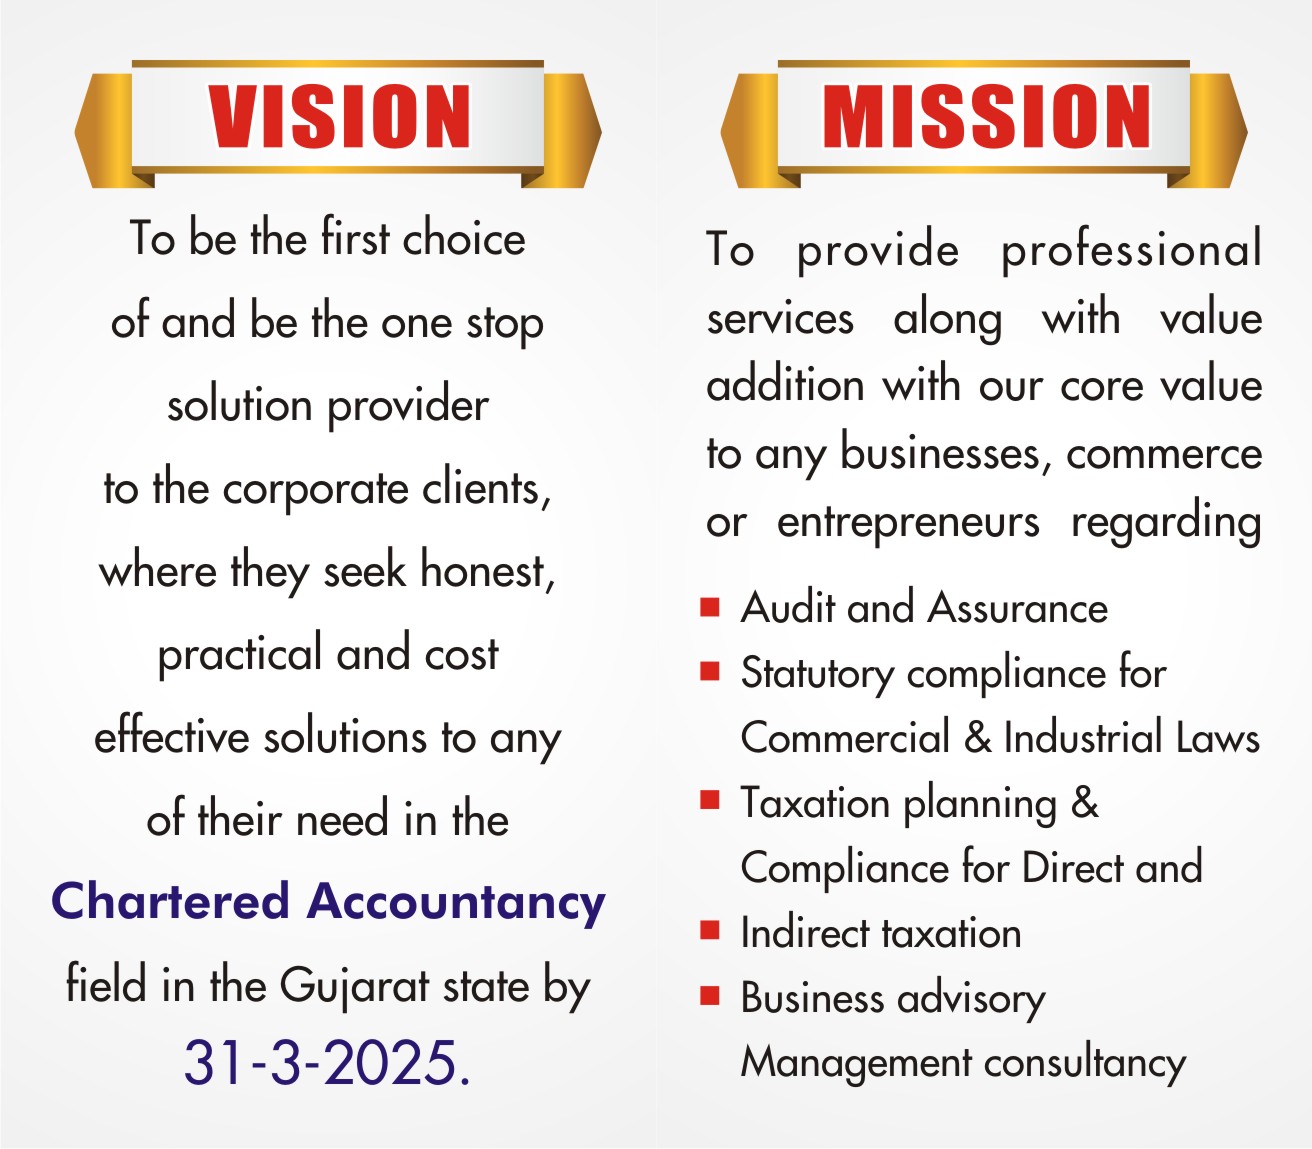 VISION
To be the first choice
of and be the one stop
solution provider
to the corporate clients,
where they seek honest,
practical and cost
effective solutions to any
of their need in the
Chartered Accountancy
field in the Gujarat state by
31-3-2025.
MISSION
To provide professional
services along with value
addition with our core value
to any businesses, commerce
or entrepreneurs regarding
Audit and Assurance
Statutory compliance for
Commercial & Industrial Laws
Taxation planning &
Compliance for Direct and
Indirect taxation
Business advisory
Management consultancy